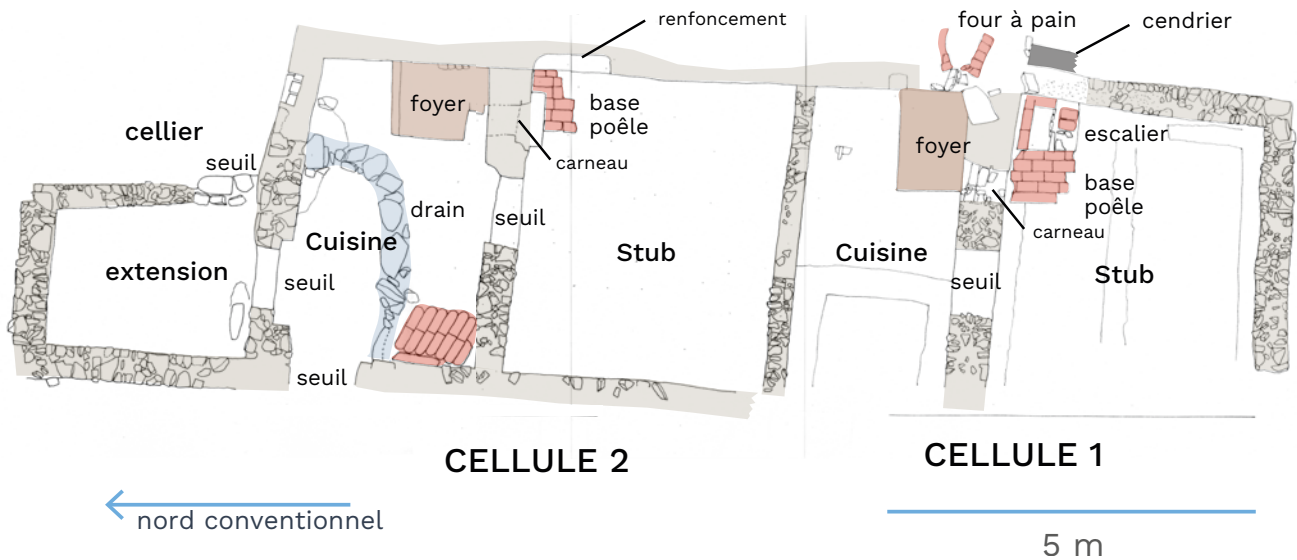 renfoncement
four à pain
cendrier
foyer
base
poêle
carneau
cellier
seuil
drain
seuil
Cuisine
extension
seuil
Stub
seuil
foyer
escalier
base
poêle
carneau
Cuisine
seuil
Stub
CELLULE 2
CELLULE 1
nord conventionnel
5 m